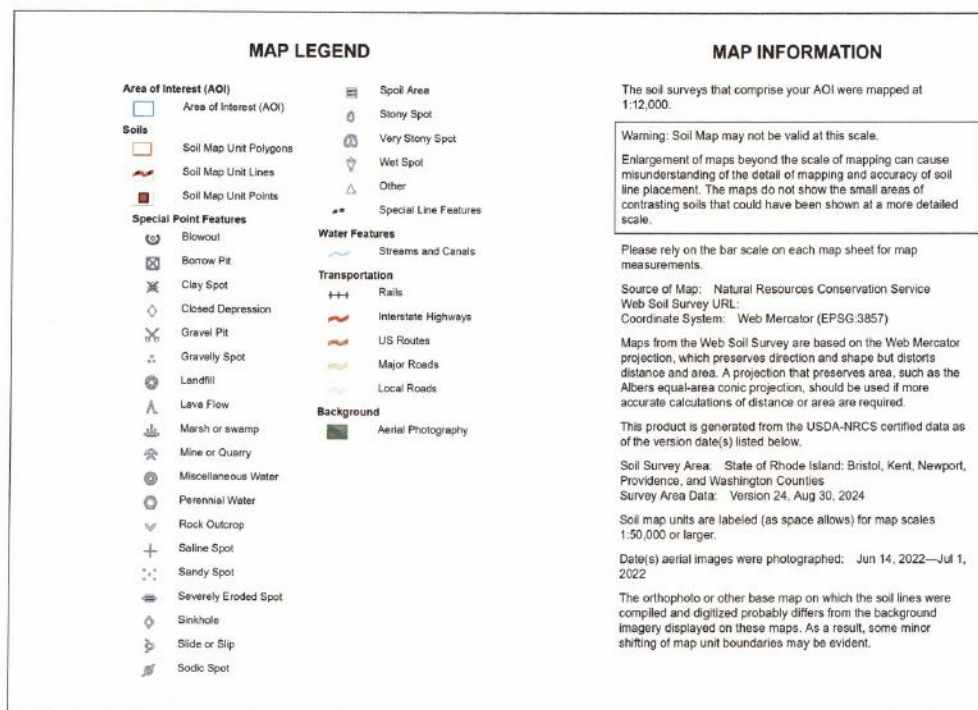 MAP LEGEND
Area of Interest (AOI)
Area of Interest (AOI)
Soils
Soil Map Unit Polygons
Soil Map Unit Lines
Soil Map Unit Points
Special Point Features
Blowout
Borrow Pit
Clay Spot
Closed Depression
Gravel Pit
Gravelly Spot
Landfill
Lava Flow
Marsh or swamp
Mine or Quarry
Miscellaneous Water
Perennial Water
Rock Outcrop
Saline Spot
Sandy Spot
Severely Eroded Spot
Sinkhole
Slide or Slip
Sodic Spot
Spoil Area
Stony Spot
Very Stony Spot
Wet Spot
Other
Special Line Features
Water Features
Streams and Canals
Transportation
Rails
Interstate Highways
US Routes
Major Roads
Local Roads
Background
Aerial Photography
MAP INFORMATION
The soil surveys that comprise your AOI were mapped at
1:12,000.
Warning: Soil Map may not be valid at this scale.
Enlargement of maps beyond the scale of mapping can cause
misunderstanding of the detail of mapping and accuracy of soil
line placement. The maps do not show the small areas of
contrasting soils that could have been shown at a more detailed
scale.
Please rely on the bar scale on each map sheet for map
measurements.
Source of Map: Natural Resources Conservation Service
Web Soil Survey URL:
Coordinate System: Web Mercator (EPSG:3857)
Maps from the Web Soil Survey are based on the Web Mercator
projection, which preserves direction and shape but distorts
distance and area. A projection that preserves area, such as the
Albers equal-area conic projection, should be used if more
accurate calculations of distance or area are required.
This product is generated from the USDA-NRCS certified data as
of the version date(s) listed below.
Soil Survey Area: State of Rhode Island: Bristol, Kent, Newport,
Providence, and Washington Counties
Survey Area Data: Version 24, Aug 30, 2024
Soil map units are labeled (as space allows) for map scales
1:50,000 or larger.
Date(s) aerial images were photographed: Jun 14, 2022—Jul 1,
2022
The orthophoto or other base map on which the soil lines were
compiled and digitized probably differs from the background
imagery displayed on these maps. As a result, some minor
shifting of map unit boundaries may be evident.